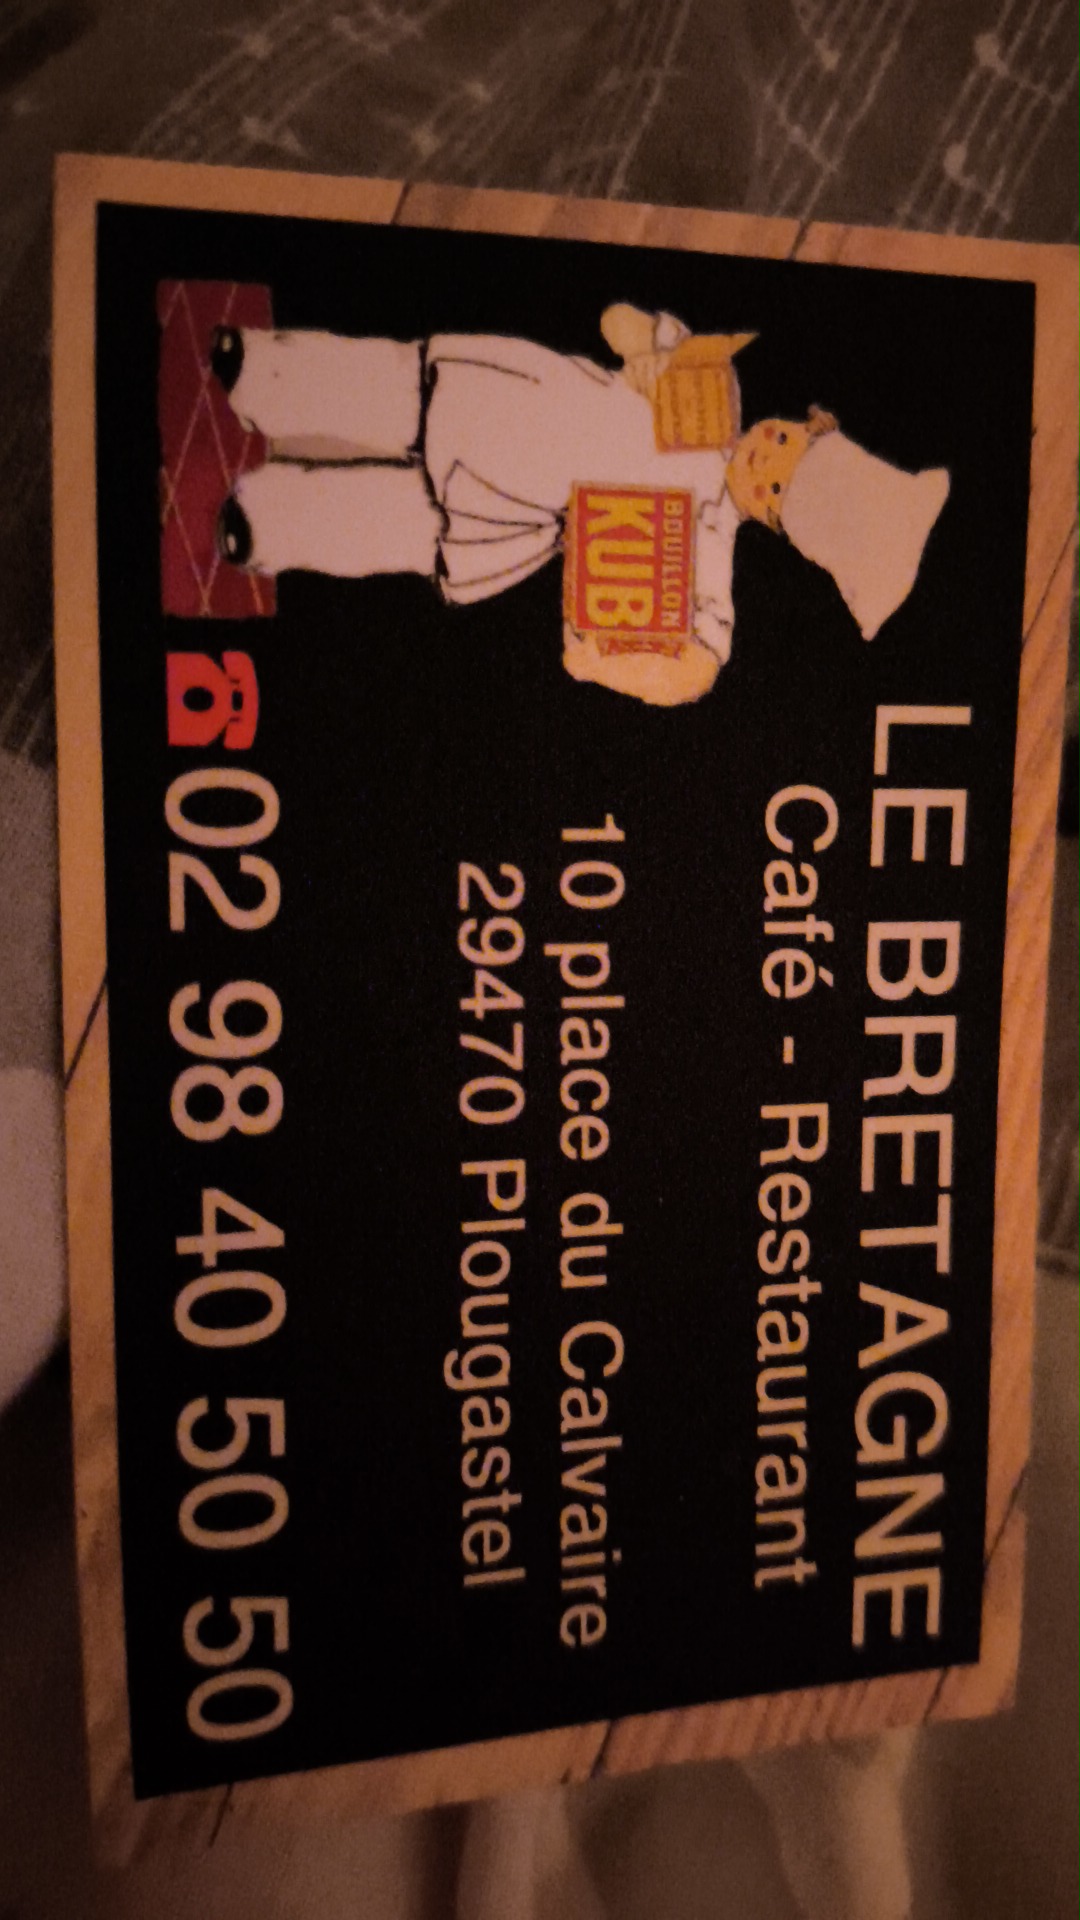 LE BRETAGNE
Café - Restaurant
BOUILLON
KUB
10 place du Calvaire
29470 Plougastel
02 98 40 50 50